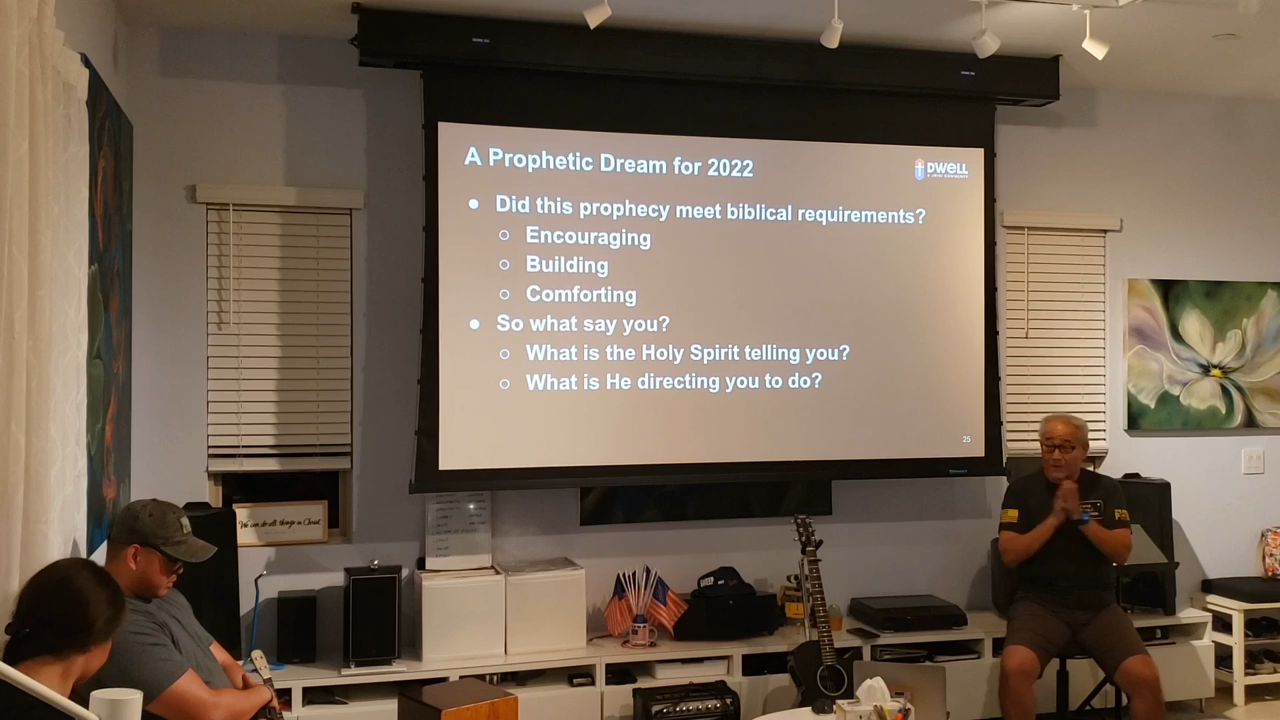 A Prophetic Dream for 2022
DWELL
● Did this prophecy meet biblical requirements?
○ Encouraging
○ Building
○ Comforting
● So what say you?
○ What is the Holy Spirit telling you?
○ What is He directing you to do?
25
We can do all things in Christ